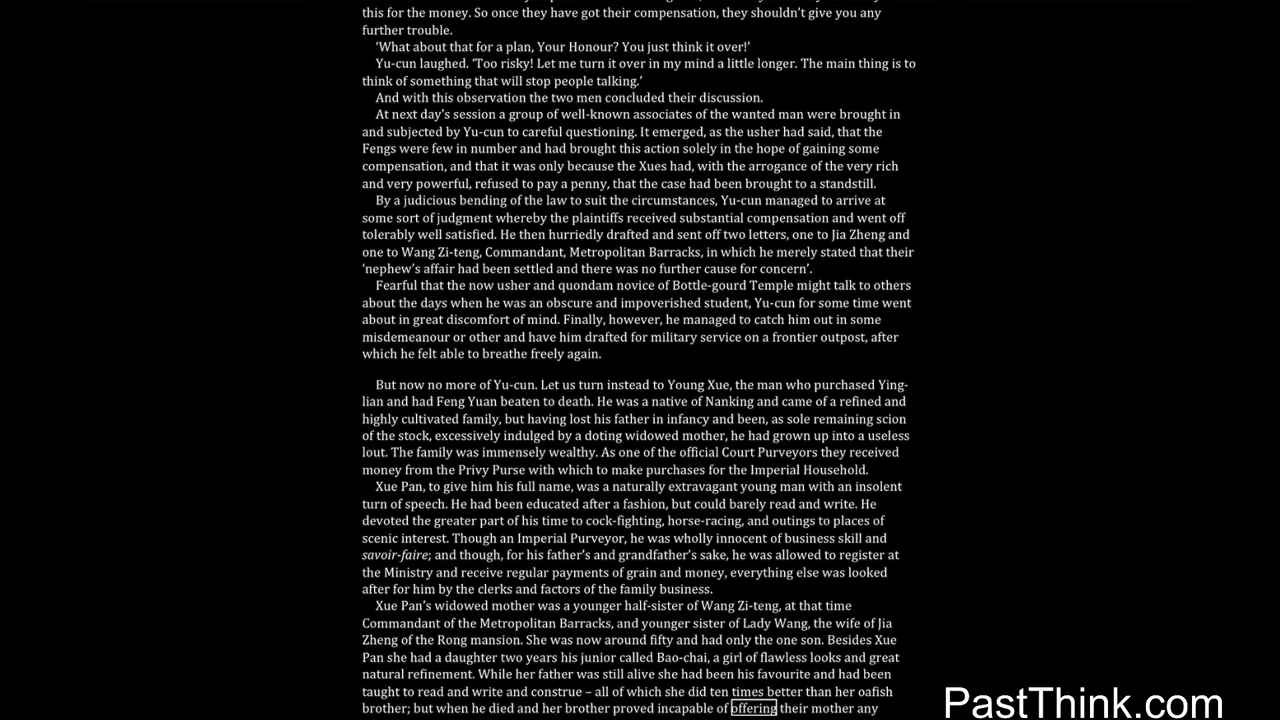 this for the money. So once they have got their compensation, they shouldn’t give you any
further trouble.
‘What about that for a plan, Your Honour? You just think it over!’
Yu-cun laughed. ‘Too risky! Let me turn it over in my mind a little longer. The main thing is to
think of something that will stop people talking.’
And with this observation the two men concluded their discussion.
At next day’s session a group of well-known associates of the wanted man were brought in
and subjected by Yu-cun to careful questioning. It emerged, as the usher had said, that the
Fengs were few in number and had brought this action solely in the hope of gaining some
compensation, and that it was only because the Xues had, with the arrogance of the very rich
and very powerful, refused to pay a penny, that the case had been brought to a standstill.
By a judicious bending of the law to suit the circumstances, Yu-cun managed to arrive at
some sort of judgment whereby the plaintiffs received substantial compensation and went off
tolerably well satisfied. He then hurriedly drafted and sent off two letters, one to Jia Zheng and
one to Wang Zi-teng, Commandant, Metropolitan Barracks, in which he merely stated that their
‘nephew’s affair had been settled and there was no further cause for concern’.
Fearful that the now usher and quondam novice of Bottle-gourd Temple might talk to others
about the days when he was an obscure and impoverished student, Yu-cun for some time went
about in great discomfort of mind. Finally, however, he managed to catch him out in some
misdemeanour or other and have him drafted for military service on a frontier outpost, after
which he felt able to breathe freely again.
But now no more of Yu-cun. Let us turn instead to Young Xue, the man who purchased Ying-
lian and had Feng Yuan beaten to death. He was a native of Nanking and came of a refined and
highly cultivated family, but having lost his father in infancy and been, as sole remaining scion
of the stock, excessively indulged by a doting widowed mother, he had grown up into a useless
lout. The family was immensely wealthy. As one of the official Court Purveyors they received
money from the Privy Purse with which to make purchases for the Imperial Household.
Xue Pan, to give him his full name, was a naturally extravagant young man with an insolent
turn of speech. He had been educated after a fashion, but could barely read and write. He
devoted the greater part of his time to cock-fighting, horse-racing, and outings to places of
scenic interest. Though an Imperial Purveyor, he was wholly innocent of business skill and
savoir-faire; and though, for his father’s and grandfather’s sake, he was allowed to register at
the Ministry and receive regular payments of grain and money, everything else was looked
after for him by the clerks and factors of the family business.
Xue Pan’s widowed mother was a younger half-sister of Wang Zi-teng, at that time
Commandant of the Metropolitan Barracks, and younger sister of Lady Wang, the wife of Jia
Zheng of the Rong mansion. She was now around fifty and had only the one son. Besides Xue
Pan she had a daughter two years his junior called Bao-chai, a girl of flawless looks and great
natural refinement. While her father was still alive she had been his favourite and had been
taught to read and write and construe – all of which she did ten times better than her oafish
brother; but when he died and her brother proved incapable of offering their mother any
PastThink.com